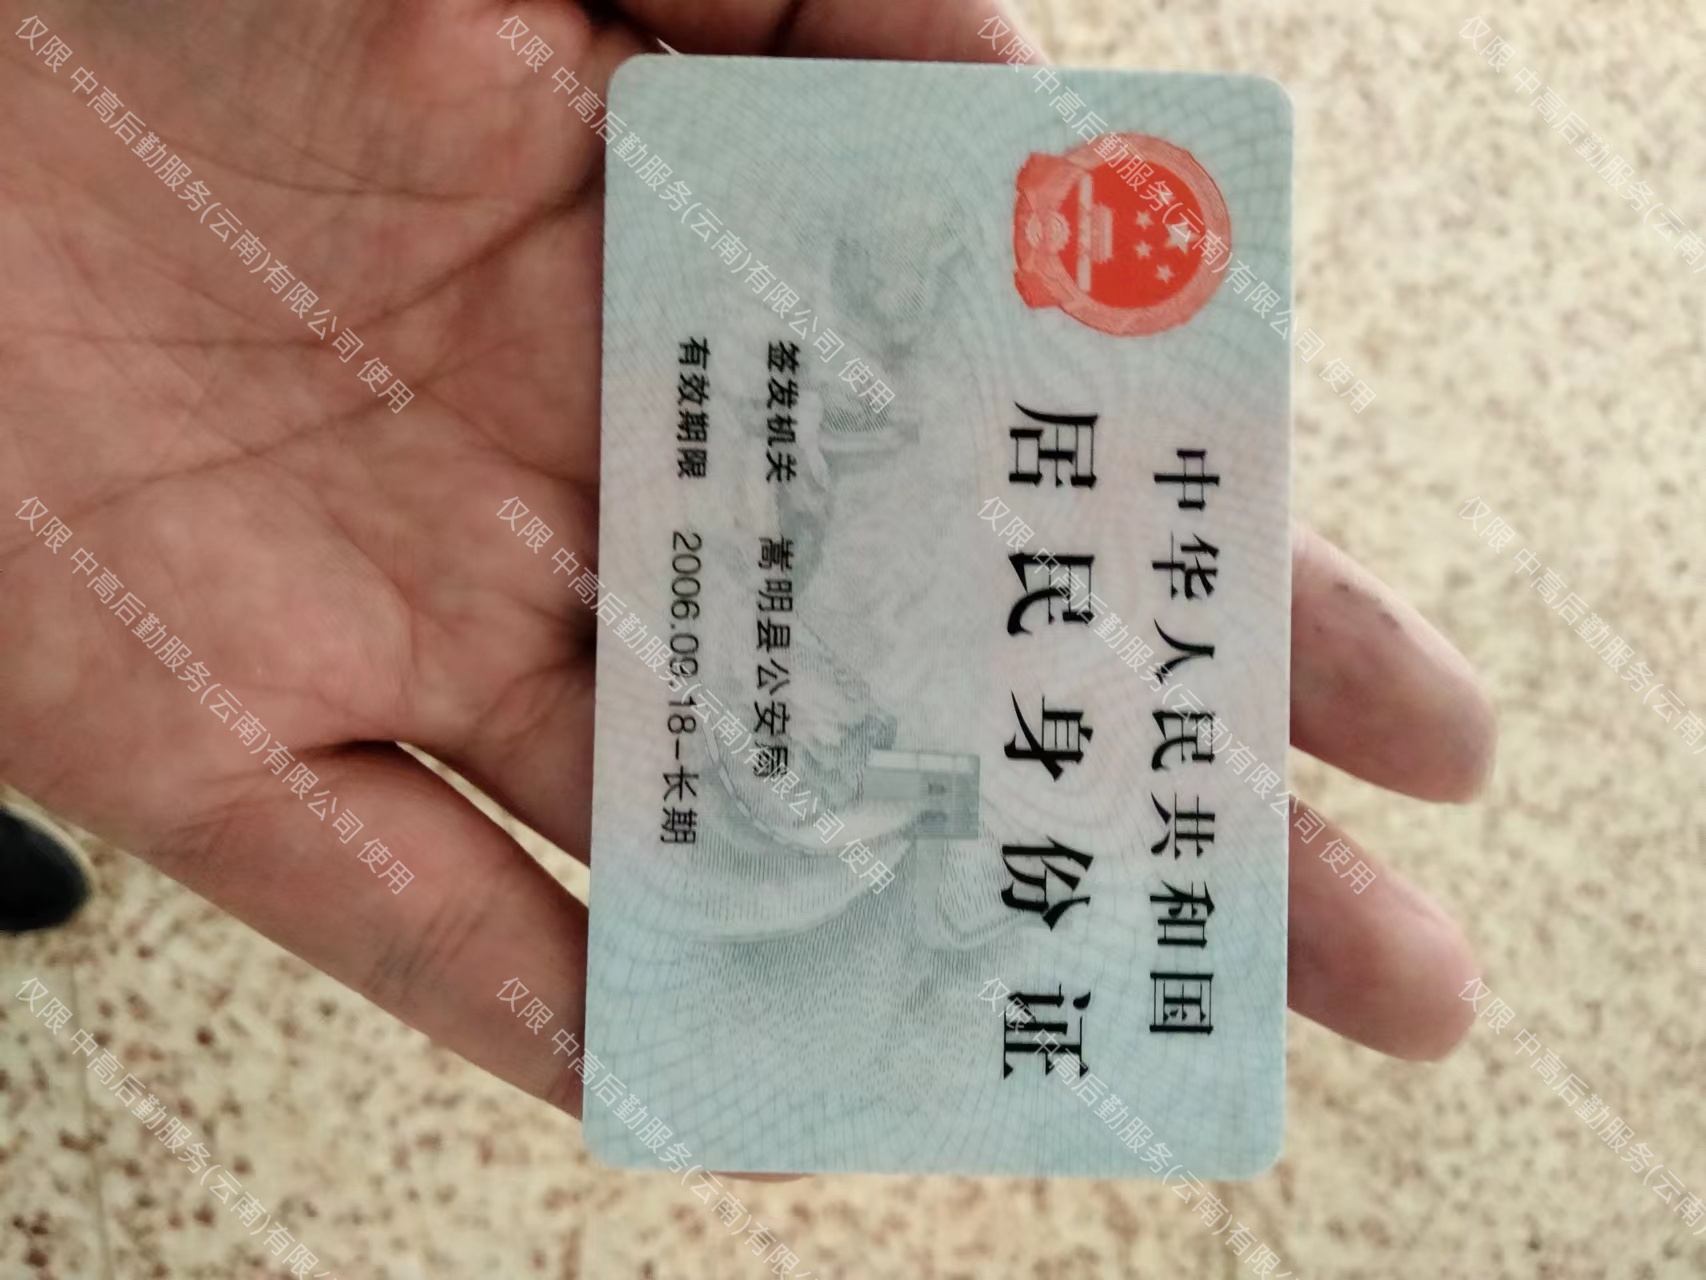 中华人民共和国
居民身份证
签发机关 嵩明县公安局
有效期限 2006.09.18-长期
仅限 中高后勤服务(云南)有限公司 使用